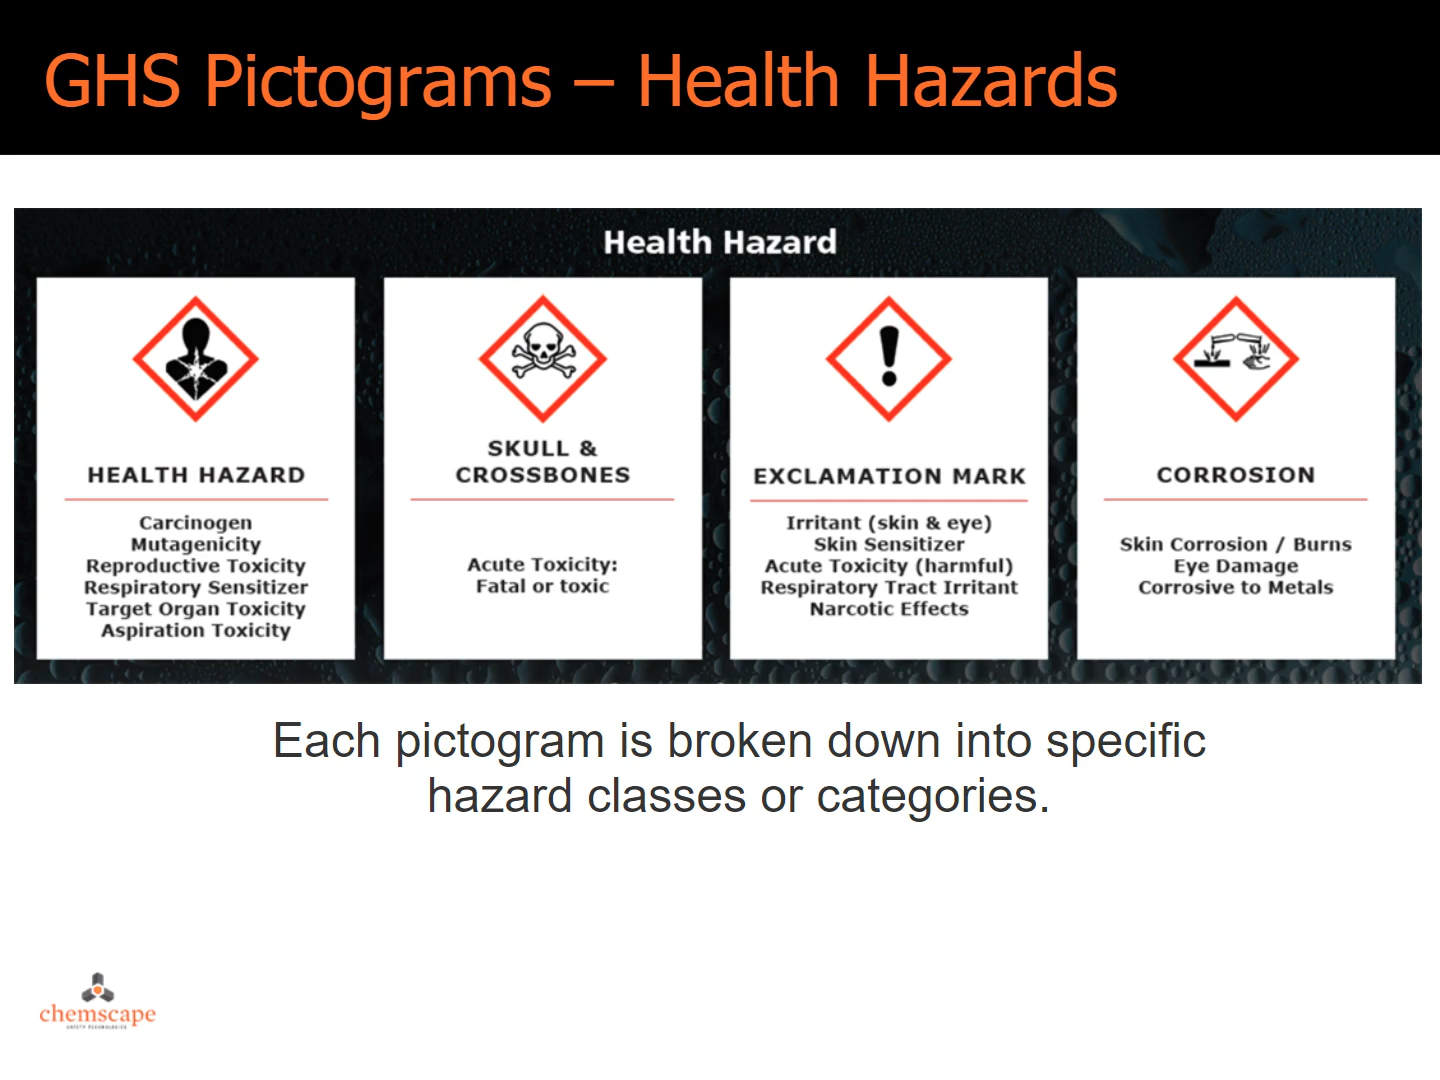 GHS Pictograms – Health Hazards
Health Hazard
HEALTH HAZARD
Carcinogen
Mutagenicity
Reproductive Toxicity
Respiratory Sensitizer
Target Organ Toxicity
Aspiration Toxicity
SKULL &
CROSSBONES
Acute Toxicity:
Fatal or toxic
EXCLAMATION MARK
Irritant (skin & eye)
Skin Sensitizer
Acute Toxicity (harmful)
Respiratory Tract Irritant
Narcotic Effects
CORROSION
Skin Corrosion / Burns
Eye Damage
Corrosive to Metals
Each pictogram is broken down into specific
hazard classes or categories.
chemscape
SAFETY TECHNOLOGIES